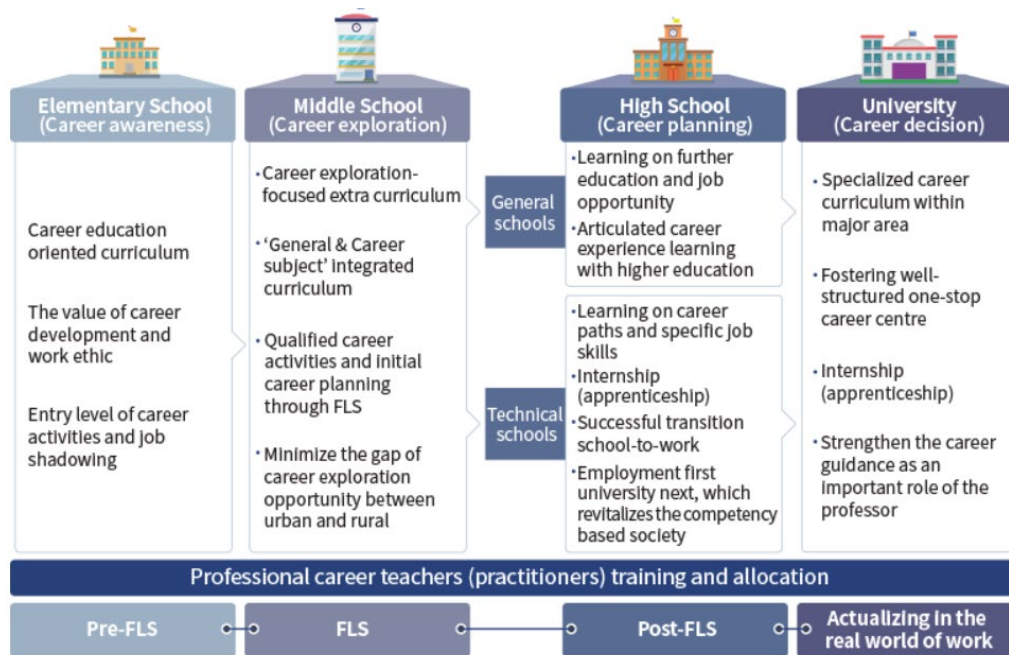 Elementary School
(Career awareness)
Career education
oriented curriculum
The value of career
development and
work ethic
Entry level of career
activities and job
shadowing
Middle School
(Career exploration)
· Career exploration-
focused extra curriculum
· ‘General & Career
subject’ integrated
curriculum
· Qualified career
activities and initial
career planning
through FLS
· Minimize the gap of
career exploration
opportunity between
urban and rural
General
schools
Technical
schools
High School
(Career planning)
·Learning on further
education and job
opportunity
·Articulated career
experience learning
with higher education
·Learning on career
paths and specific job
skills
·Internship
(apprenticeship)
·Successful transition
school-to-work
·Employment first
university next, which
revitalizes the competency
based society
University
(Career decision)
· Specialized career
curriculum within
major area
· Fostering well-
structured one-stop
career centre
· Internship
(apprenticeship)
· Strengthen the career
guidance as an
important role of the
professor
Professional career teachers (practitioners) training and allocation
Pre-FLS
FLS
Post-FLS
Actualizing in the
real world of work